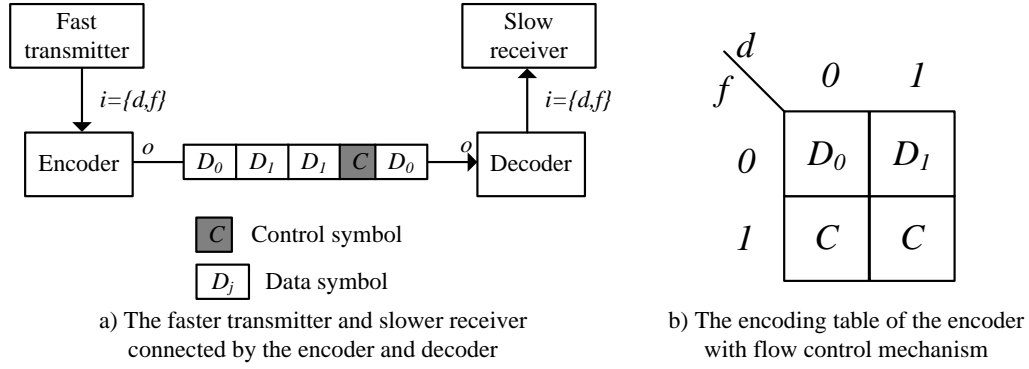 Fast
transmitter
Slow
receiver
i={d,f}
i={d,f}
Encoder
o
D0 D1 D1 C D0
o
Decoder
C Control symbol
Dj Data symbol
a) The faster transmitter and slower receiver
connected by the encoder and decoder
d
f
0 1
0 D0 D1
1 C C
b) The encoding table of the encoder
with flow control mechanism